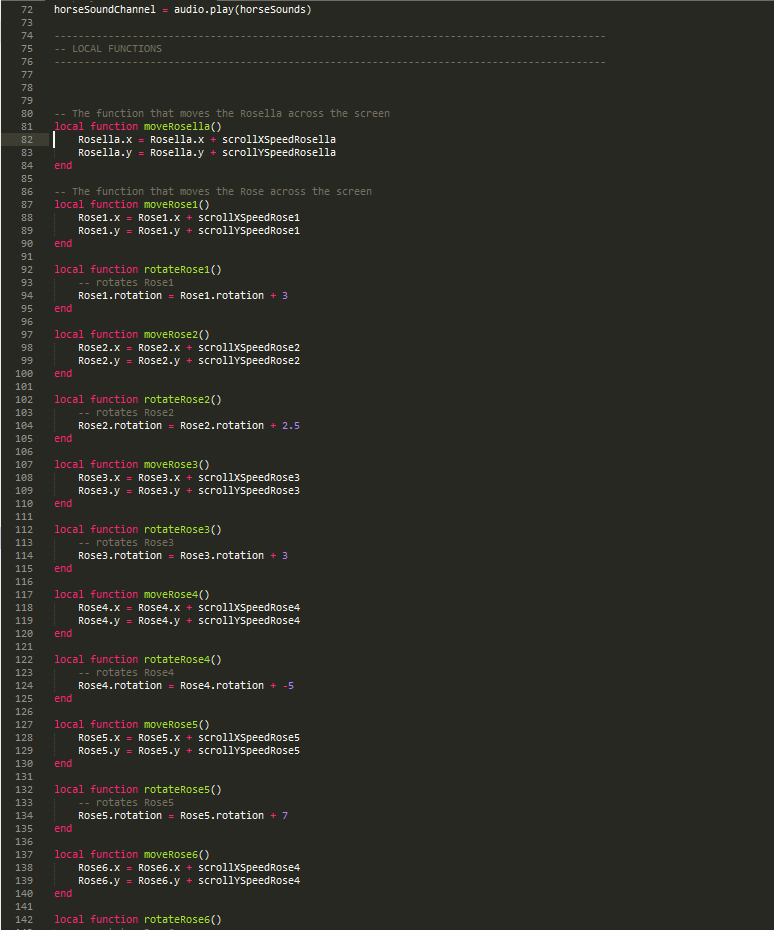 72 horseSoundChannel = audio.play(horseSounds)
73
74 --------------------------------------------------------------------------------------------
75 -- LOCAL FUNCTIONS
76 --------------------------------------------------------------------------------------------
77
78
79
80 -- The function that moves the Rosella across the screen
81 local function moveRosella()
82 Rosella.x = Rosella.x + scrollXSpeedRosella
83 Rosella.y = Rosella.y + scrollYSpeedRosella
84 end
85
86 -- The function that moves the Rose across the screen
87 local function moveRose1()
88 Rose1.x = Rose1.x + scrollXSpeedRose1
89 Rose1.y = Rose1.y + scrollYSpeedRose1
90 end
91
92 local function rotateRose1()
93 -- rotates Rose1
94 Rose1.rotation = Rose1.rotation + 3
95 end
96
97 local function moveRose2()
98 Rose2.x = Rose2.x + scrollXSpeedRose2
99 Rose2.y = Rose2.y + scrollYSpeedRose2
100 end
101
102 local function rotateRose2()
103 -- rotates Rose2
104 Rose2.rotation = Rose2.rotation + 2.5
105 end
106
107 local function moveRose3()
108 Rose3.x = Rose3.x + scrollXSpeedRose3
109 Rose3.y = Rose3.y + scrollYSpeedRose3
110 end
111
112 local function rotateRose3()
113 -- rotates Rose3
114 Rose3.rotation = Rose3.rotation + 3
115 end
116
117 local function moveRose4()
118 Rose4.x = Rose4.x + scrollXSpeedRose4
119 Rose4.y = Rose4.y + scrollYSpeedRose4
120 end
121
122 local function rotateRose4()
123 -- rotates Rose4
124 Rose4.rotation = Rose4.rotation + -5
125 end
126
127 local function moveRose5()
128 Rose5.x = Rose5.x + scrollXSpeedRose5
129 Rose5.y = Rose5.y + scrollYSpeedRose5
130 end
131
132 local function rotateRose5()
133 -- rotates Rose5
134 Rose5.rotation = Rose5.rotation + 7
135 end
136
137 local function moveRose6()
138 Rose6.x = Rose6.x + scrollXSpeedRose4
139 Rose6.y = Rose6.y + scrollYSpeedRose4
140 end
141
142 local function rotateRose6()